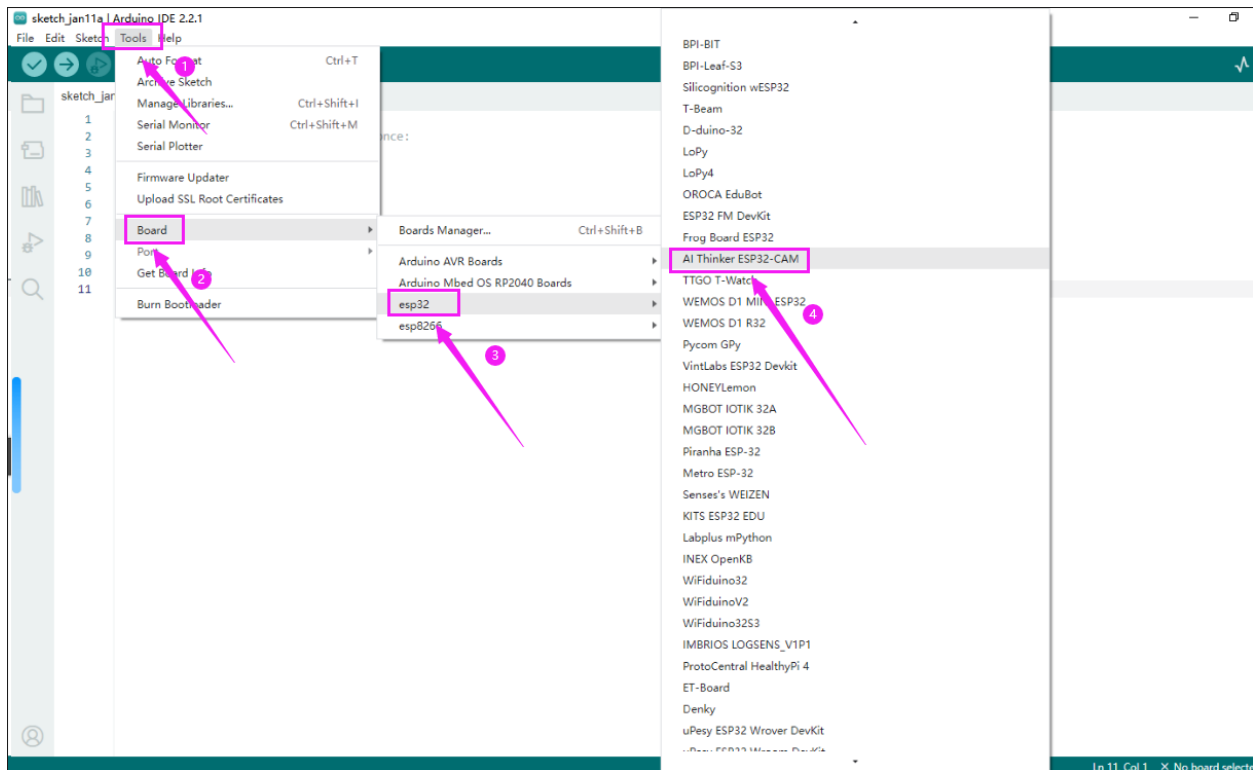 sketch_jan11a | Arduino IDE 2.2.1
File Edit Sketch Tools Help
1
Auto Format Ctrl+T
Archive Sketch
sketch_jar
Manage Libraries... Ctrl+Shift+I
Serial Monitor Ctrl+Shift+M
Serial Plotter
Firmware Updater
Upload SSL Root Certificates
Board
Port
Get Board Info
2
Burn Bootloader
1
2
nce:
3
4
5
6
7
8
9
10
11
Boards Manager... Ctrl+Shift+B
Arduino AVR Boards
Arduino Mbed OS RP2040 Boards
esp32
esp8266
3
BPI-BIT
BPI-Leaf-S3
Silicognition wESP32
T-Beam
D-duino-32
LoPy
LoPy4
OROCA EduBot
ESP32 FM DevKit
Frog Board ESP32
AI Thinker ESP32-CAM
TTGO T-Watch
WEMOS D1 MINI ESP32
4
WEMOS D1 R32
Pycom GPy
VintLabs ESP32 Devkit
HONEYLemon
MGBOT IOTIK 32A
MGBOT IOTIK 32B
Piranha ESP-32
Metro ESP-32
Senses's WEIZEN
KITS ESP32 EDU
Labplus mPython
INEX OpenKB
WiFiduino32
WiFiduinoV2
WiFiduino32S3
IMBRIOS LOGSENS_V1P1
ProtoCentral HealthyPi 4
ET-Board
Denky
uPesy ESP32 Wrover DevKit
uPesy ESP32 Wroom DevKit
Ln 11, Col 1 × No board selecte